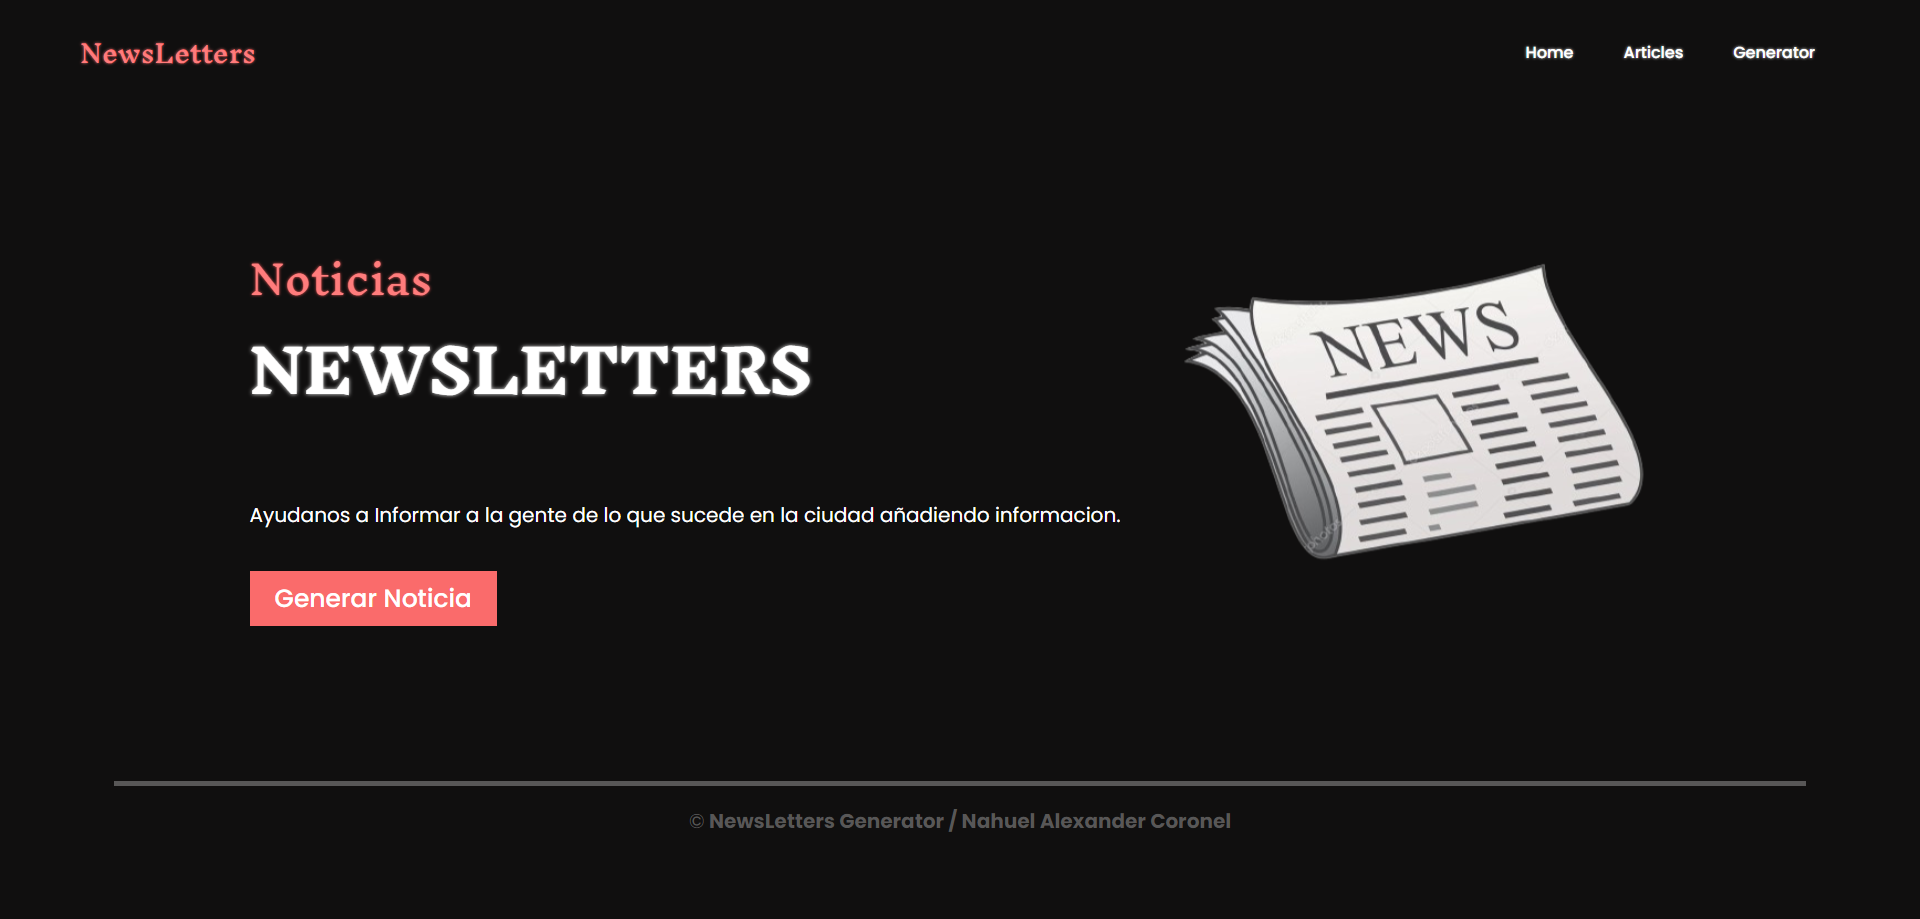 NewsLetters
Home Articles Generator
Noticias
NEWSLETTERS
NEWS
Ayudanos a Informar a la gente de lo que sucede en la ciudad añadiendo informacion.
Generar Noticia
© NewsLetters Generator / Nahuel Alexander Coronel